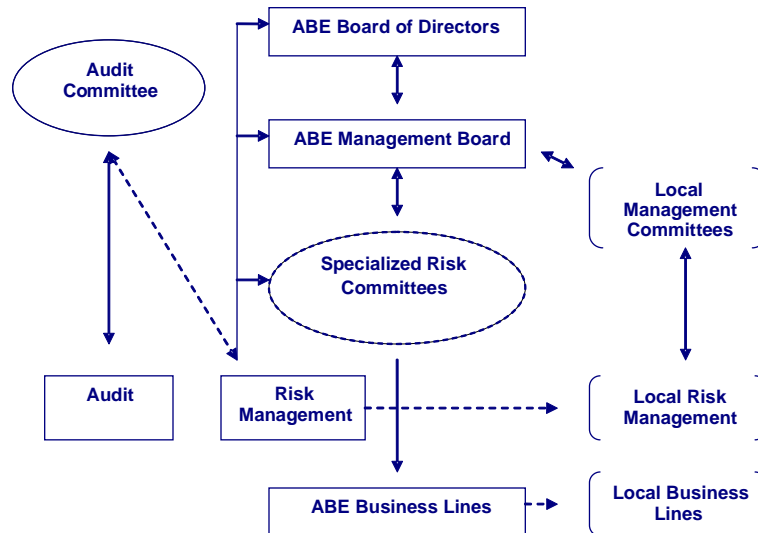 ABE Board of Directors
Audit
Committee
ABE Management Board
Local
Management
Committees
Specialized Risk
Committees
Audit
Risk
Management
Local Risk
Management
ABE Business Lines
Local Business
Lines